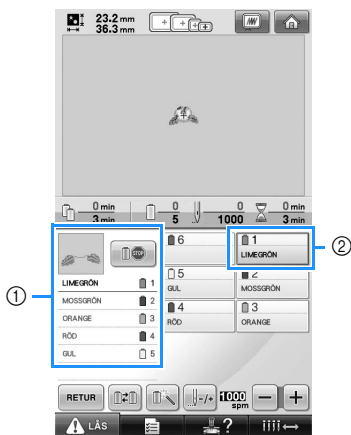 23.2 mm
36.3 mm
0 min
3 min
0
5
0
1000
0 min
3 min
STOP
LIMEGRÖN 1
MOSSGRÖN 2
ORANGE 3
RÖD 4
GUL 5
6
1
LIMEGRÖN
5
GUL
2
MOSSGRÖN
4
RÖD
3
ORANGE
1
2
RETUR
-/+
1000
spm
- +
LÅS
?